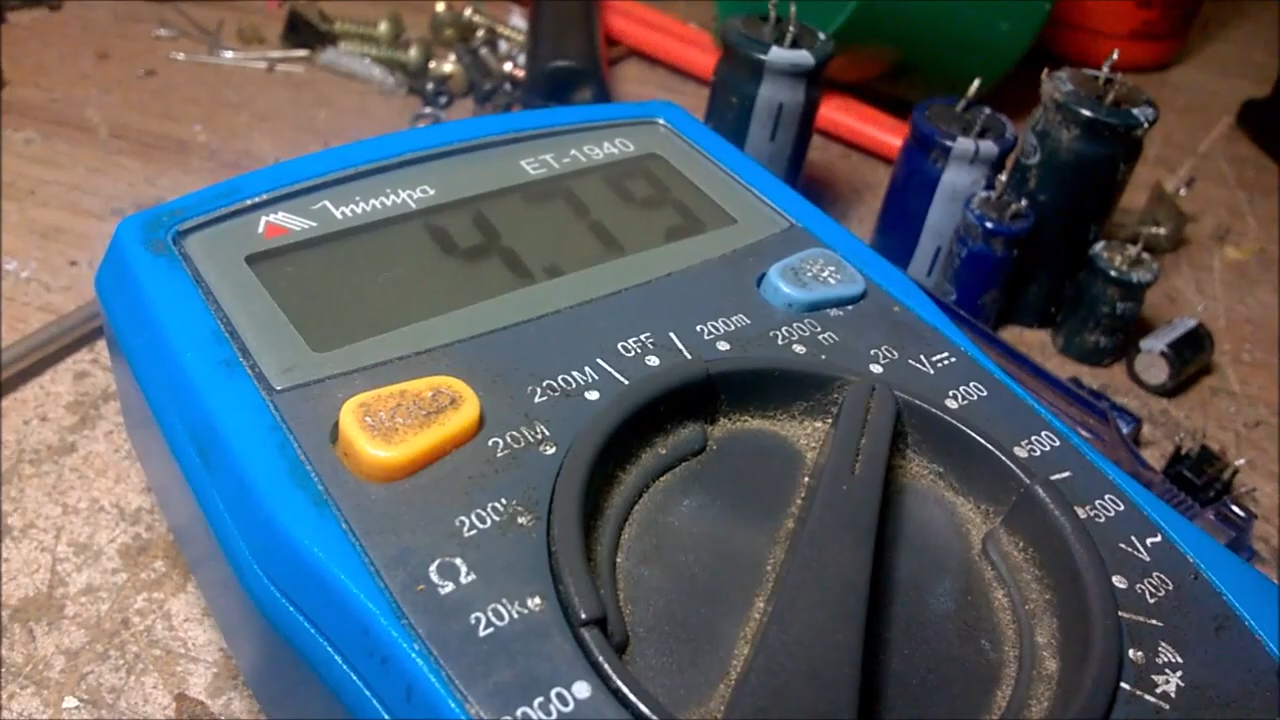 minipa
ET-1940
4.79
OFF
200m
2000
m
20
V
200
500
500
V~
200
200M
20M
200k
Ω
20k